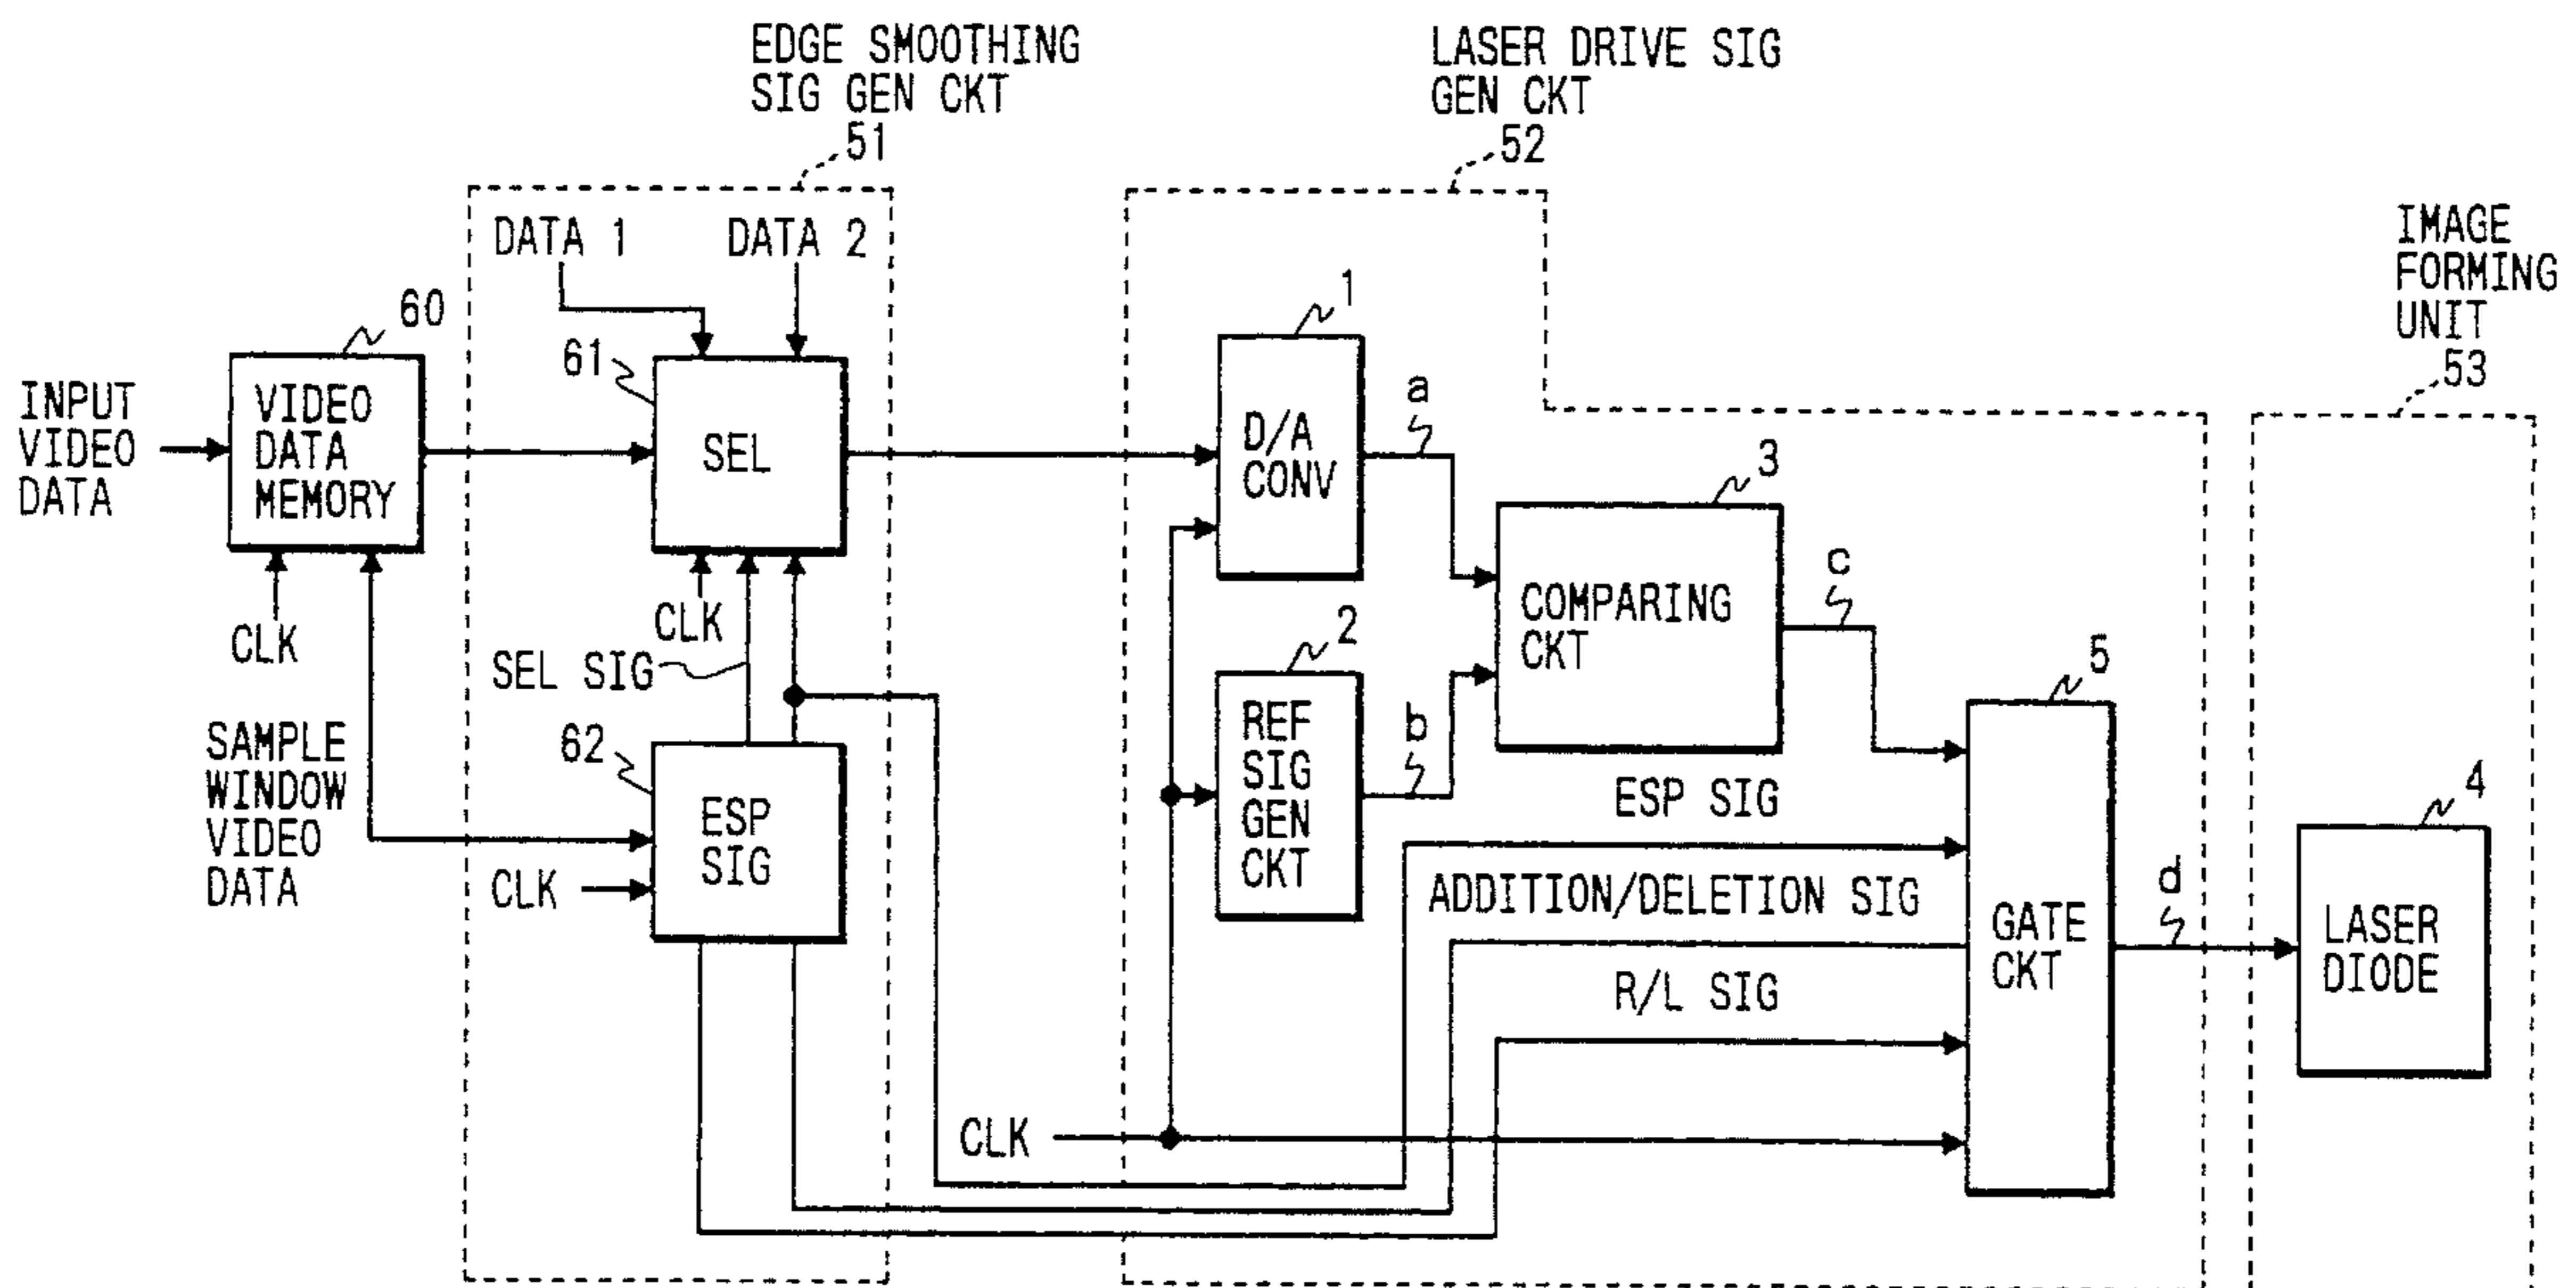 EDGE SMOOTHING
SIG GEN CKT
51
LASER DRIVE SIG
GEN CKT
52
IMAGE
FORMING
UNIT
53
DATA 1
DATA 2
60
61
INPUT
VIDEO
DATA
VIDEO
DATA
MEMORY
SEL
CLK
CLK
SEL SIG
SAMPLE
WINDOW
VIDEO
DATA
62
ESP
SIG
CLK
1
D/A
CONV
a
2
REF
SIG
GEN
CKT
b
3
COMPARING
CKT
c
ESP SIG
ADDITION/DELETION SIG
R/L SIG
CLK
5
GATE
CKT
d
4
LASER
DIODE